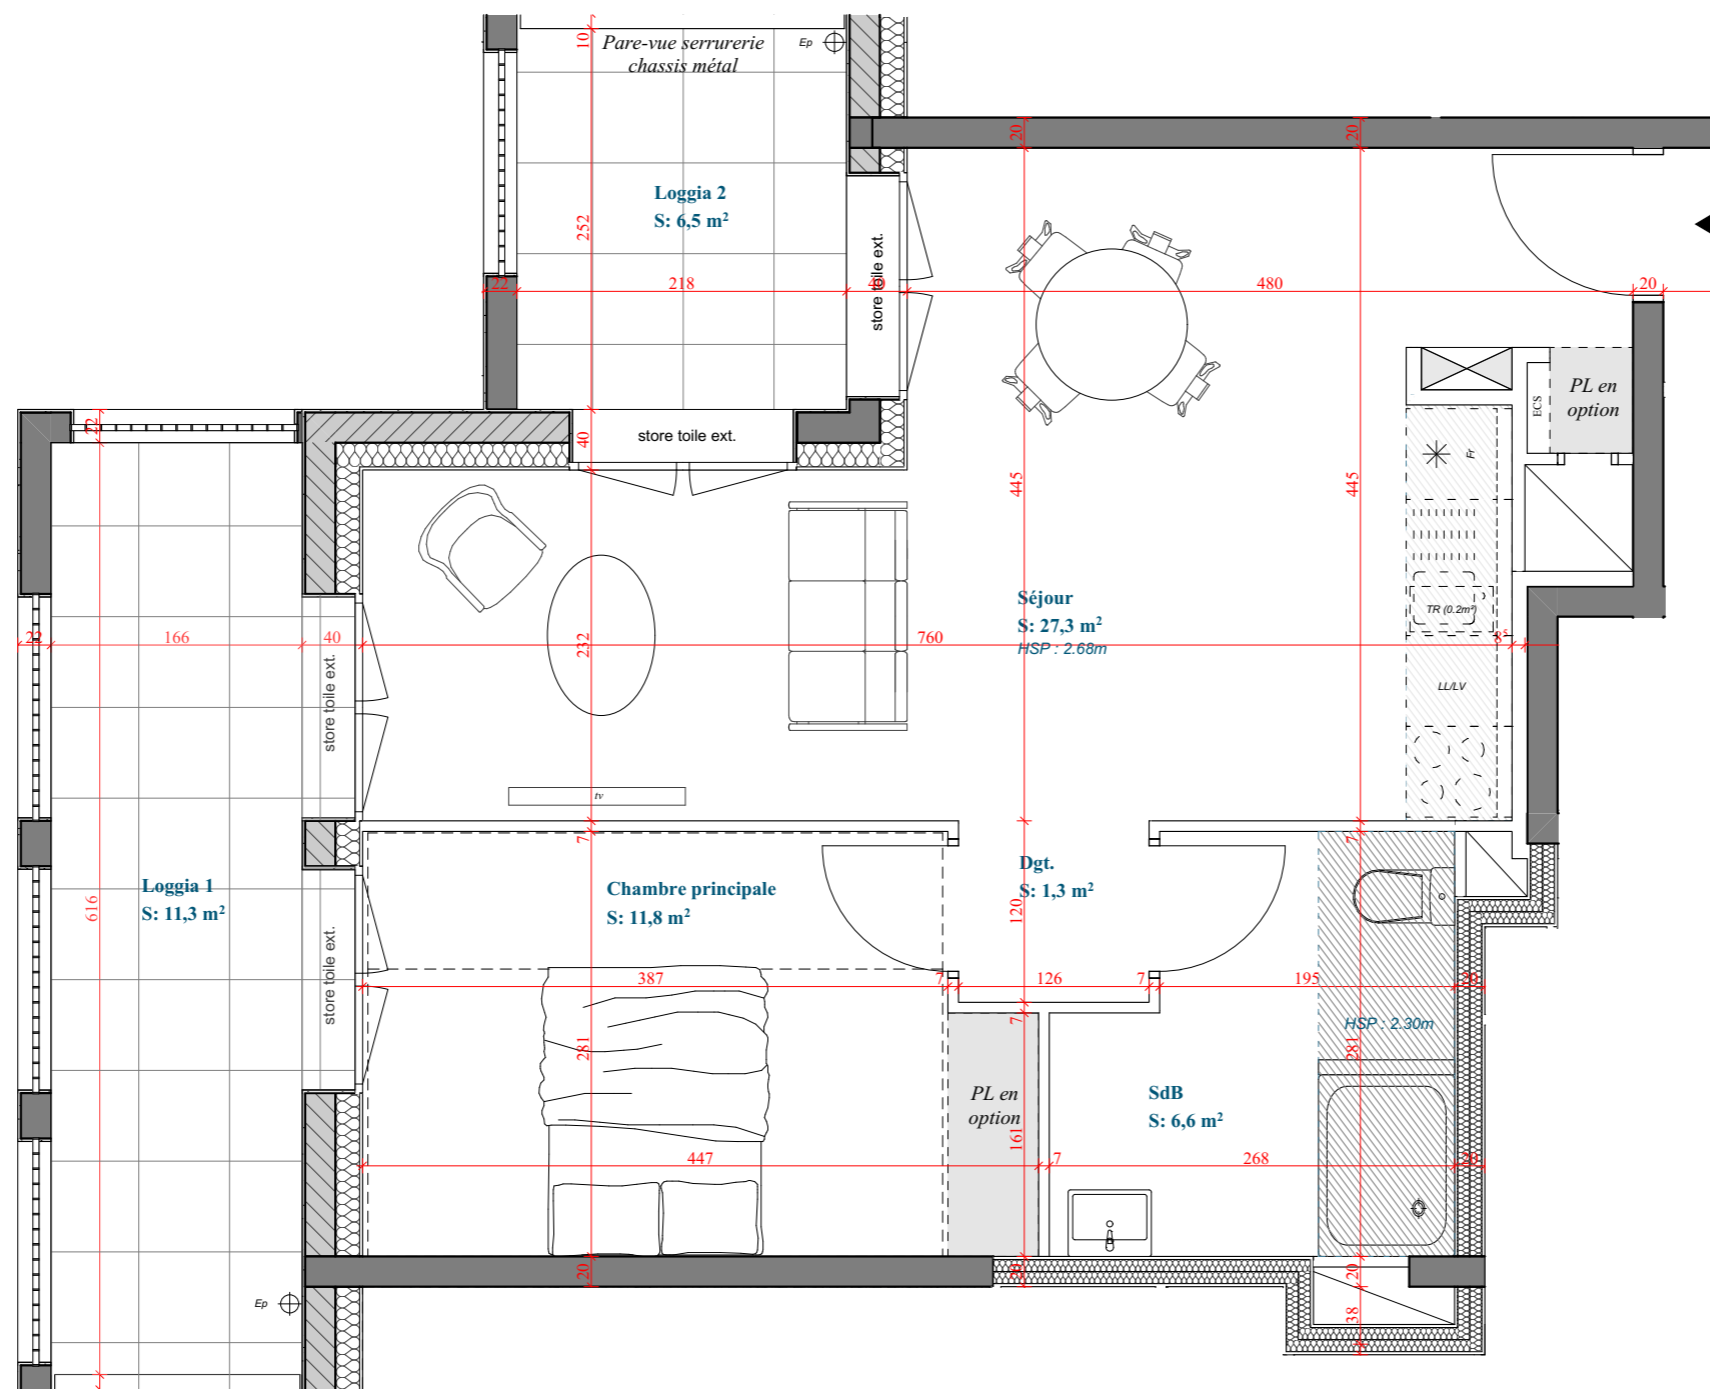 10
Pare-vue serrurerie
chassis métal
Ep
20
20
Loggia 2
S: 6,5 m²
252
store toile ext.
22
218
40
480
20
PL en
option
ECS
22
40
store toile ext.
Fr
445
445
Séjour
S: 27,3 m²
HSP : 2.68m
TR (0.2m²)
22
166
40
232
760
8⁵
store toile ext.
LL/LV
tv
7
7
Loggia 1
S: 11,3 m²
616
Chambre principale
S: 11,8 m²
Dgt.
S: 1,3 m²
120
store toile ext.
387
7
126
7
195
20
7
HSP : 2.30m
281
281
PL en
option
SdB
S: 6,6 m²
161
447
7
268
20
20
20
20
Ep
38